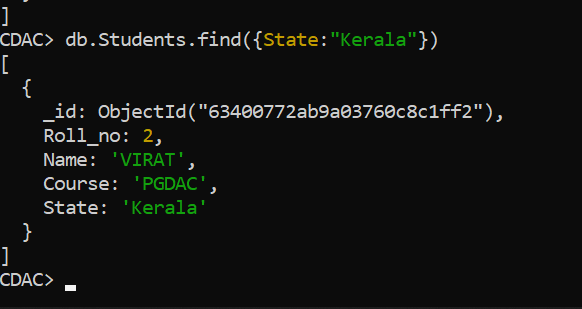 ]
CDAC> db.Students.find({State:"Kerala"})
[
  {
    _id: ObjectId("63400772ab9a03760c8c1ff2"),
    Roll_no: 2,
    Name: 'VIRAT',
    Course: 'PGDAC',
    State: 'Kerala'
  }
]
CDAC>